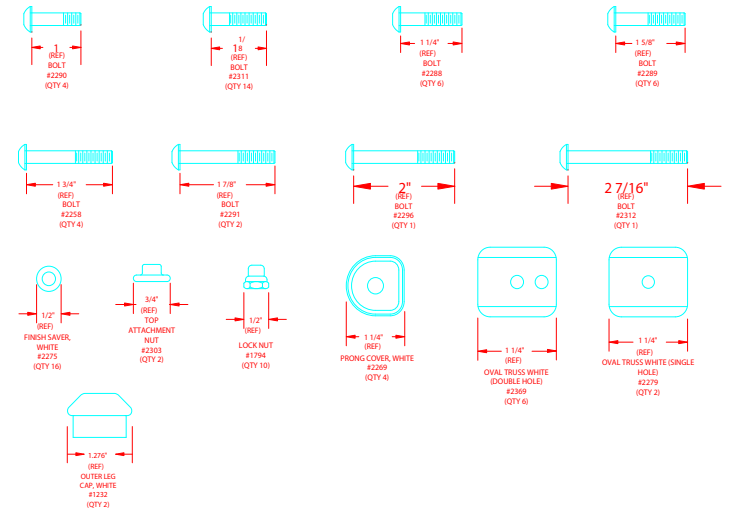 1
(REF)
BOLT
#2290
(QTY 4)
1 1/8
(REF)
BOLT
#2311
(QTY 14)
1 1/4"
(REF)
BOLT
#2288
(QTY 6)
1 5/8"
(REF)
BOLT
#2289
(QTY 6)
1 3/4"
(REF)
BOLT
#2258
(QTY 4)
1 7/8"
(REF)
BOLT
#2291
(QTY 2)
2"
(REF)
BOLT
#2296
(QTY 1)
2 7/16"
(REF)
BOLT
#2312
(QTY 1)
1/2"
(REF)
FINISH SAVER,
WHITE
#2275
(QTY 16)
3/4"
(REF)
TOP
ATTACHMENT
NUT
#2303
(QTY 2)
1/2"
(REF)
LOCK NUT
#1794
(QTY 10)
1 1/4"
(REF)
PRONG COVER, WHITE
#2269
(QTY 4)
1 1/4"
(REF)
OVAL TRUSS WHITE
(DOUBLE HOLE)
#2369
(QTY 6)
1 1/4"
(REF)
OVAL TRUSS WHITE (SINGLE
HOLE)
#2279
(QTY 2)
1.276"
(REF)
OUTER LEG
CAP, WHITE
#1232
(QTY 2)